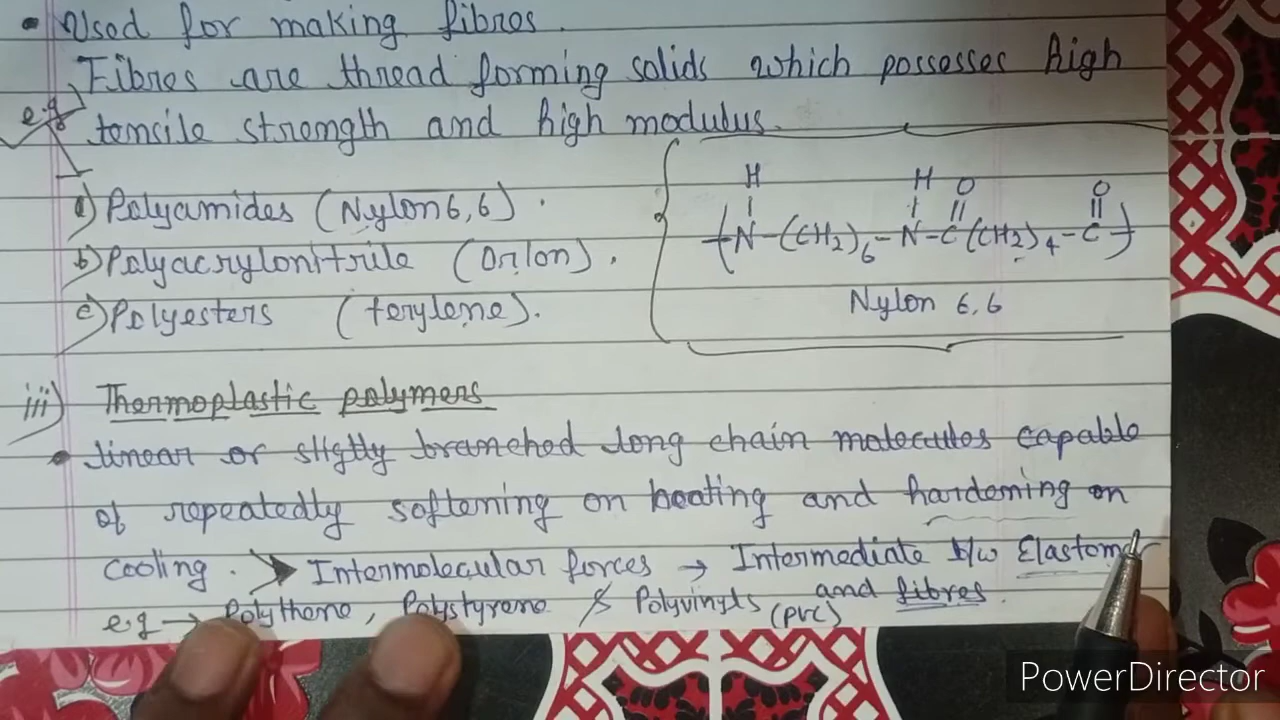 • Used for making fibres.
Fibres are thread forming solids which possesses high
e.g tensile strength and high modulus.
a) Polyamides (Nylon 6,6).
b) Polyacrylonitrile (Orlon).
c) Polyesters (terylene).
H H O O
(N-(CH2)6-N-C(CH2)4-C)
Nylon 6,6
iii) Thermoplastic polymers
• linear or sligtly branched long chain molecules capable
of repeatedly softening on heating and hardening on
cooling. ➤ Intermolecular forces → Intermediate b/w Elastomer
and fibres.
eg → Polythene, Polystyrene & Polyvinyls (PVC)
PowerDirector